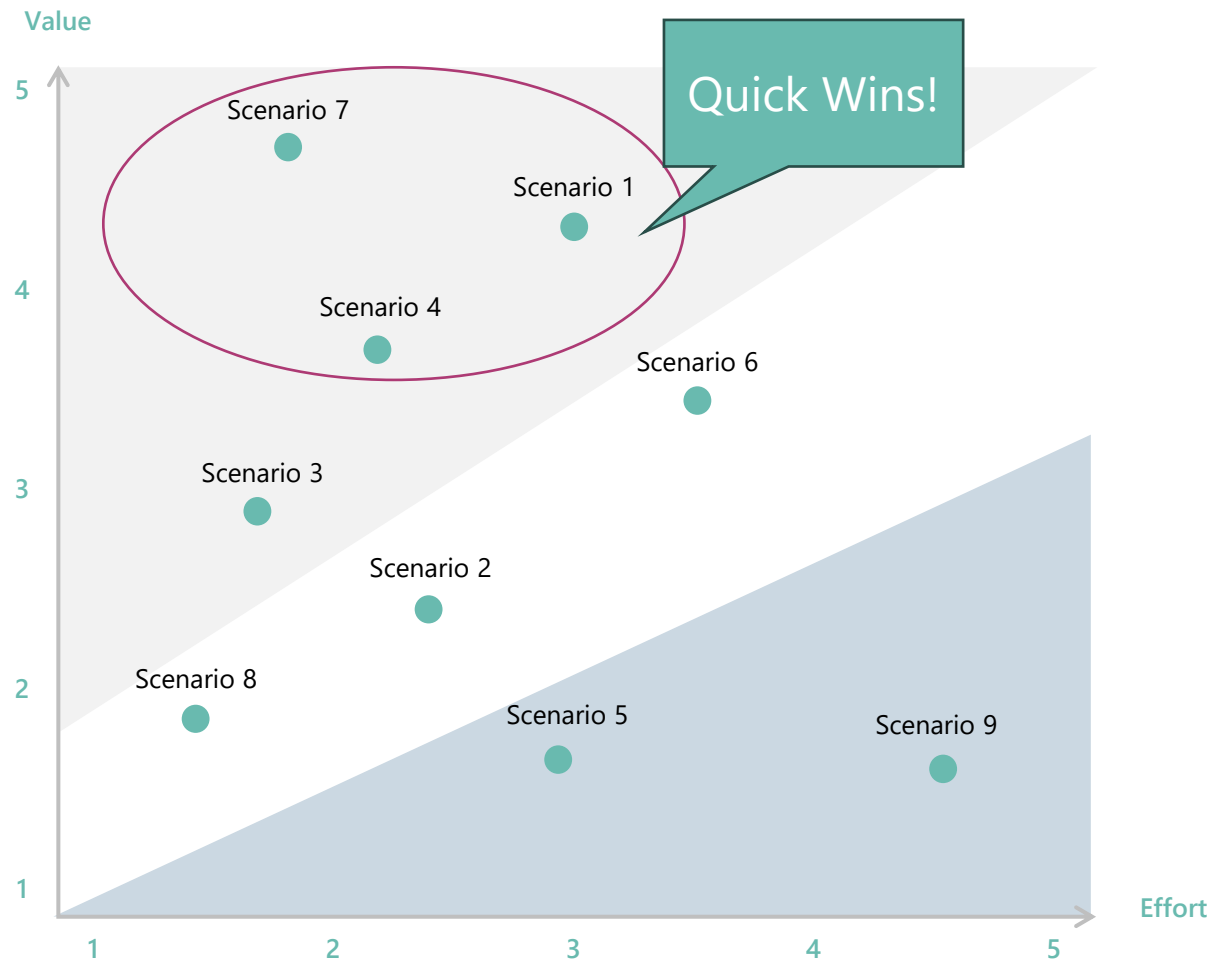 Value
Quick Wins!
5
Scenario 7
Scenario 1
4
Scenario 4
Scenario 6
3
Scenario 3
Scenario 2
2
Scenario 8
Scenario 5
Scenario 9
1
Effort
1 2 3 4 5